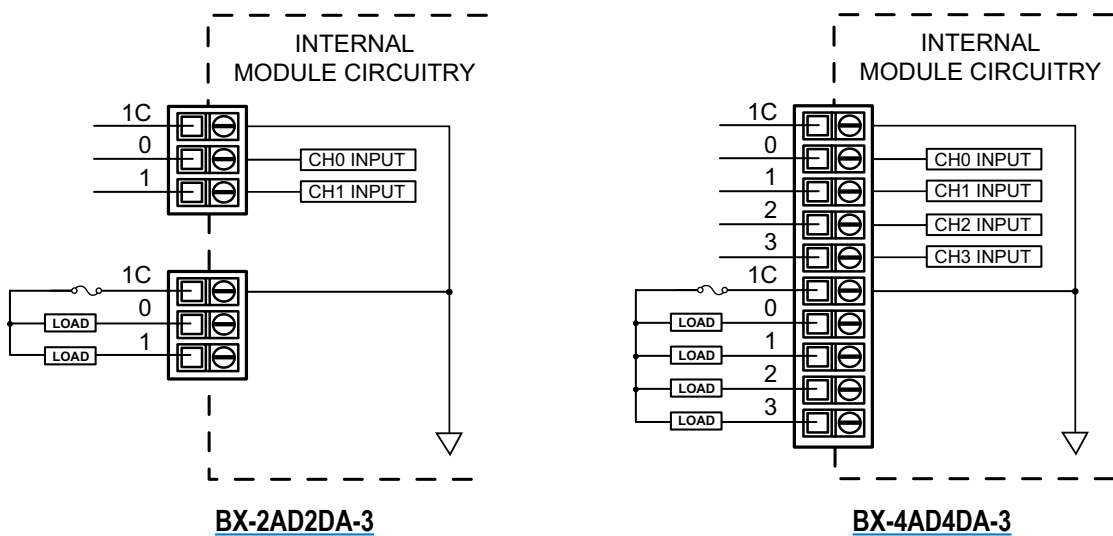 INTERNAL
MODULE CIRCUITRY
1C
0
CH0 INPUT
1
CH1 INPUT
1C
0
LOAD
1
LOAD
BX-2AD2DA-3
INTERNAL
MODULE CIRCUITRY
1C
0
CH0 INPUT
1
CH1 INPUT
2
CH2 INPUT
3
CH3 INPUT
1C
0
LOAD
1
LOAD
2
LOAD
3
LOAD
BX-4AD4DA-3